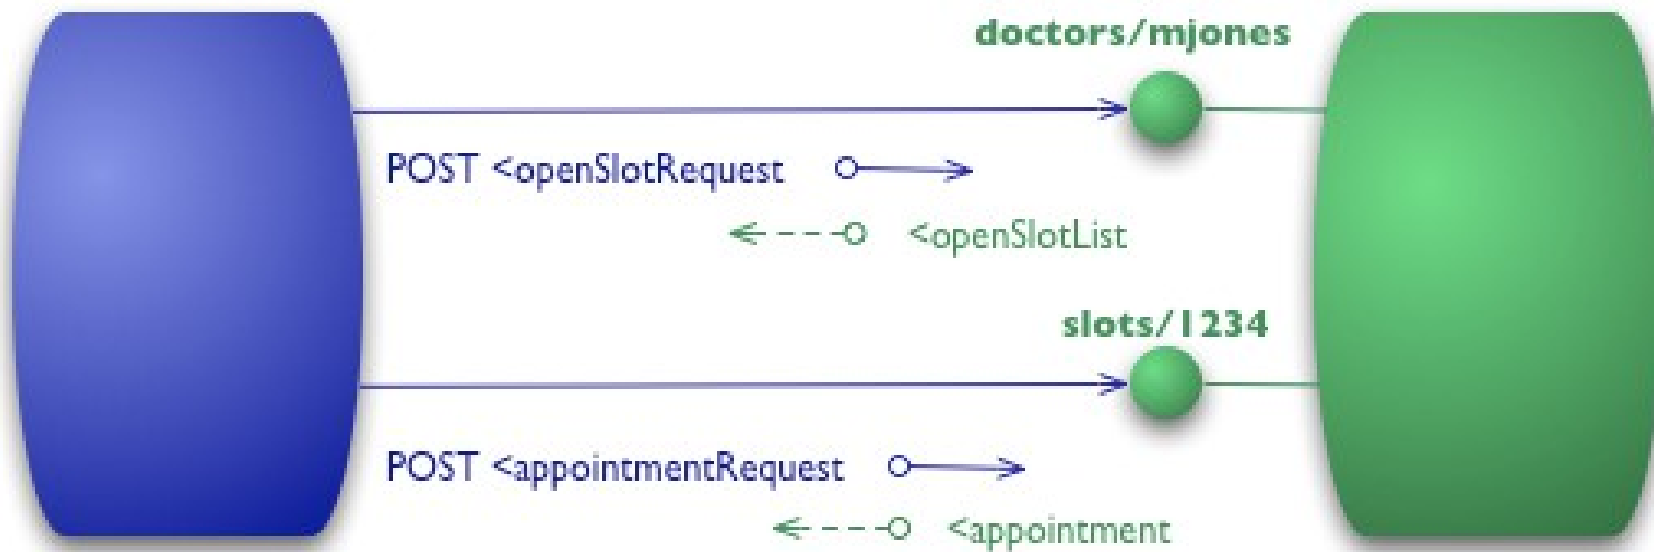 doctors/mjones
POST <openSlotRequest
<openSlotList
slots/1234
POST <appointmentRequest
<appointment